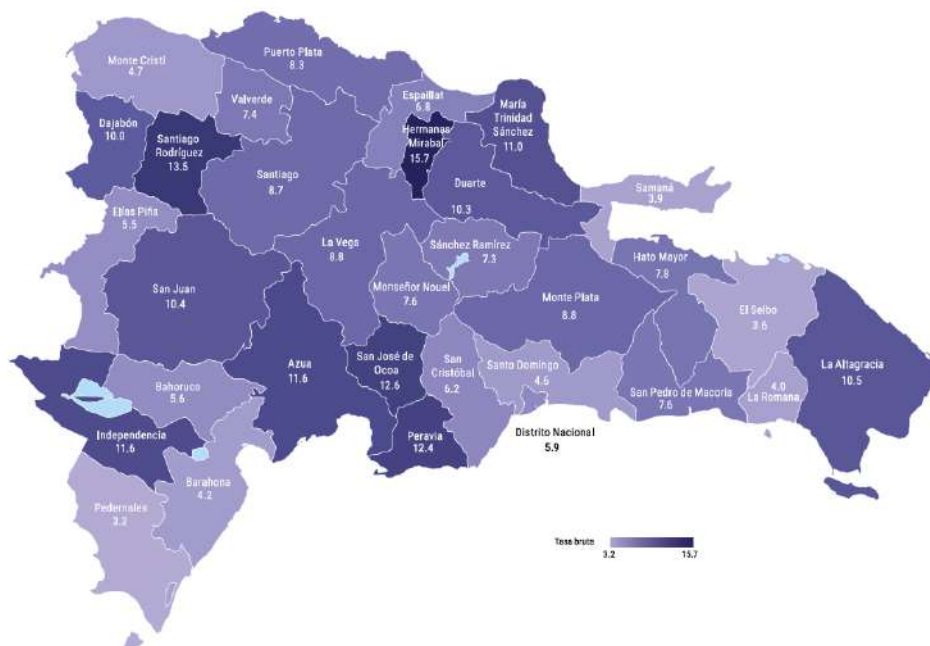 Puerto Plata
8.3
Monte Cristi
4.7
Valverde
7.4
Espaillat
6.8
María
Trinidad
Sánchez
11.0
Dajabón
10.0
Santiago
Rodríguez
13.5
Hermanas
Mirabal
15.7
Santiago
8.7
Duarte
10.3
Samaná
3.9
Elías Piña
5.5
La Vega
8.8
Sánchez Ramírez
7.3
Hato Mayor
7.8
San Juan
10.4
Monseñor Nouel
7.6
Monte Plata
8.8
El Seibo
3.6
Azua
11.6
San José de
Ocoa
12.6
San
Cristóbal
6.2
Santo Domingo
4.6
La Altagracia
10.5
Bahoruco
5.6
San Pedro de Macorís
7.6
4.0
La Romana
Independencia
11.6
Peravia
12.4
Distrito Nacional
5.9
Barahona
4.2
Pedernales
Tasa bruta
3.2
15.7